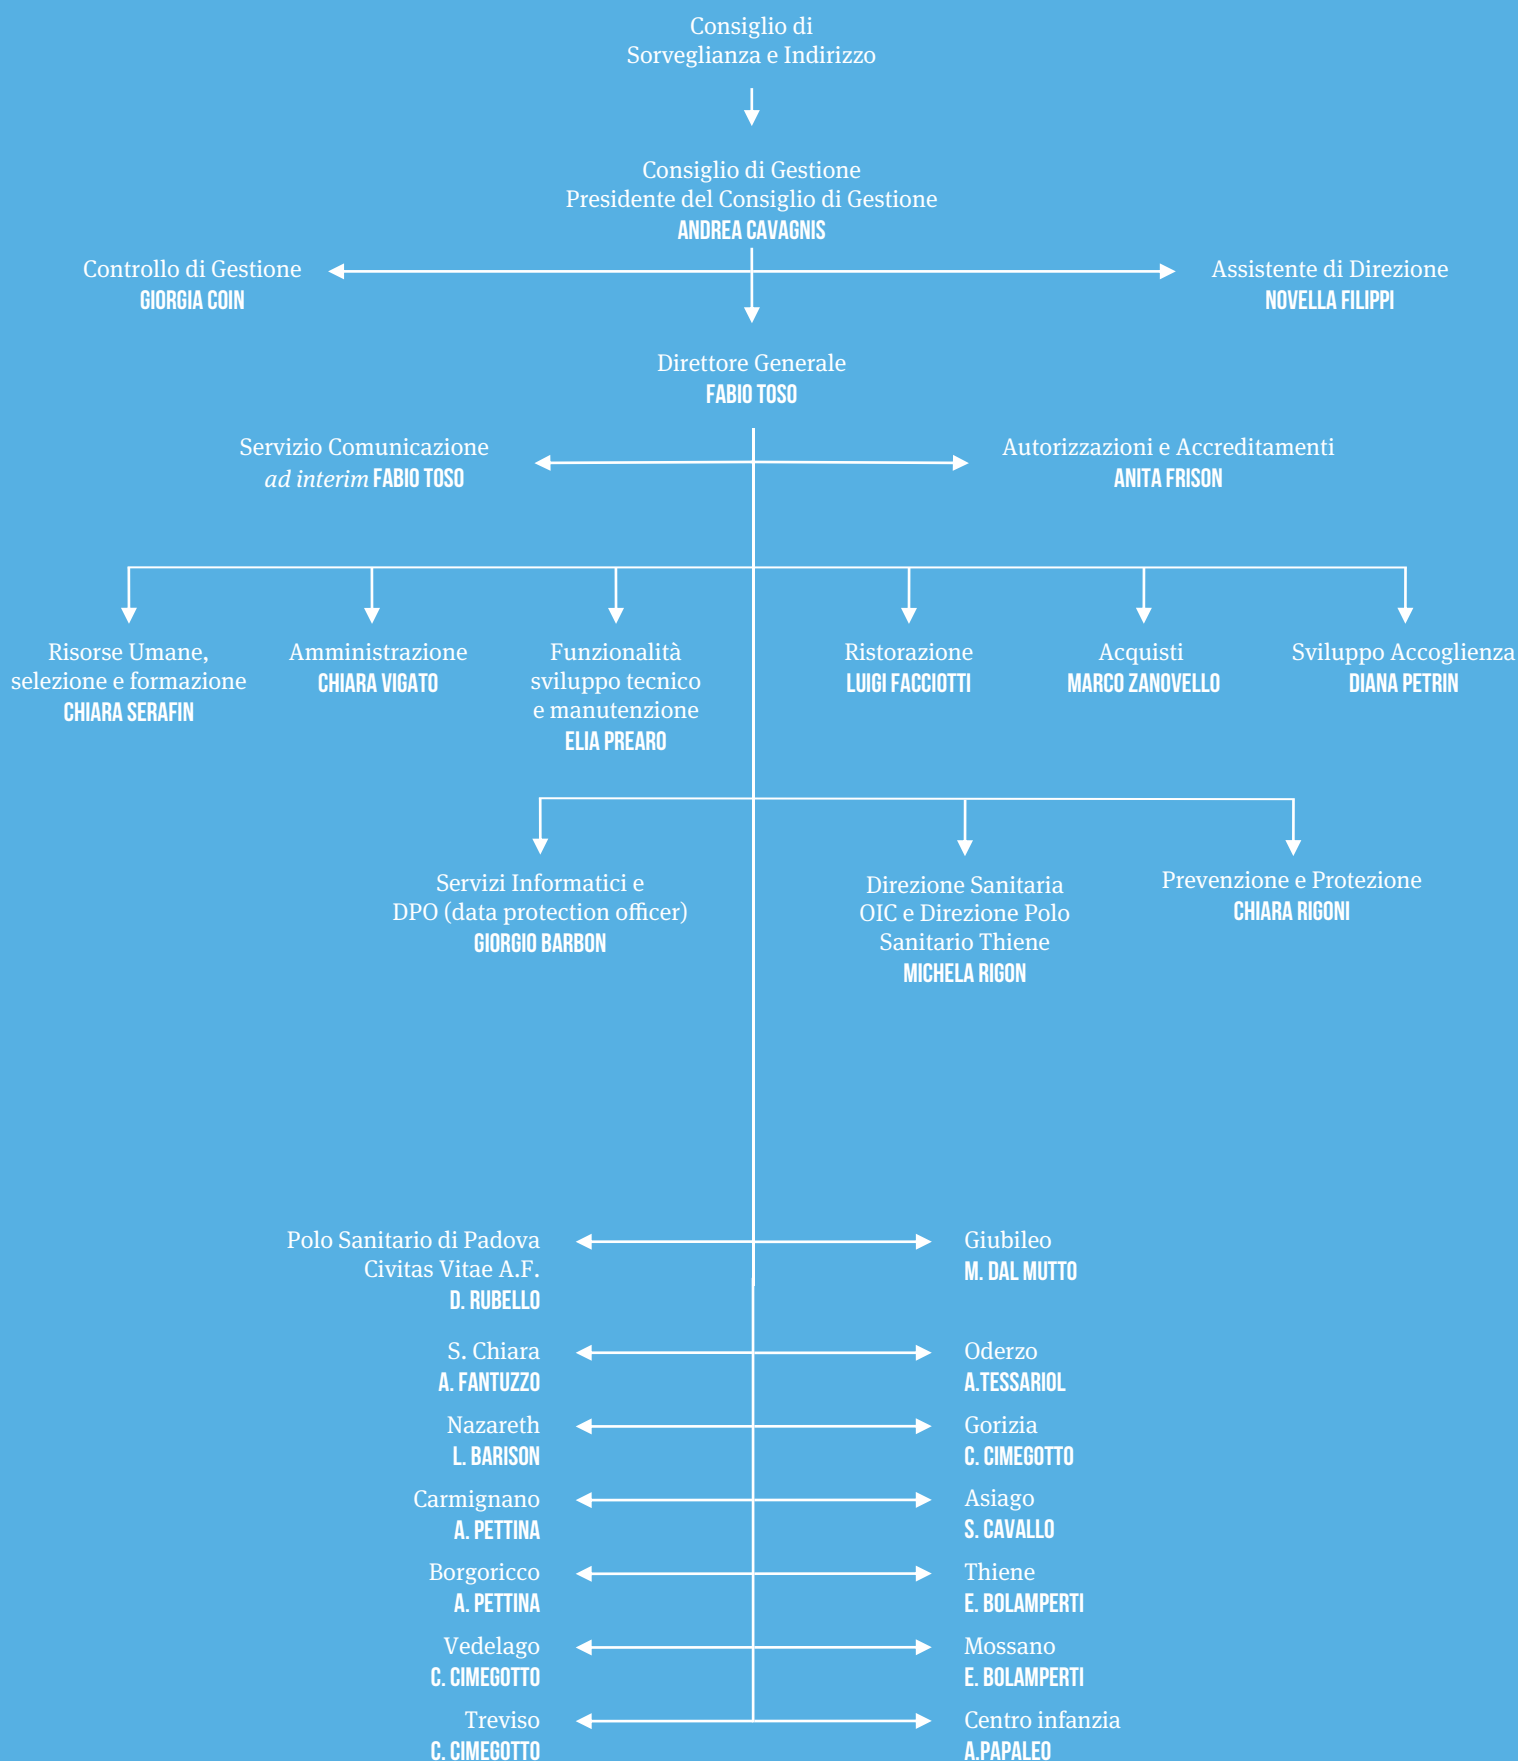 Consiglio di
Sorveglianza e Indirizzo
Consiglio di Gestione
Presidente del Consiglio di Gestione
ANDREA CAVAGNIS
Controllo di Gestione
GIORGIA COIN
Assistente di Direzione
NOVELLA FILIPPI
Direttore Generale
FABIO TOSO
Servizio Comunicazione
ad interim FABIO TOSO
Autorizzazioni e Accreditamenti
ANITA FRISON
Risorse Umane,
selezione e formazione
CHIARA SERAFIN
Amministrazione
CHIARA VIGATO
Funzionalità
sviluppo tecnico
e manutenzione
ELIA PREARO
Ristorazione
LUIGI FACCIOTTI
Acquisti
MARCO ZANOVELLO
Sviluppo Accoglienza
DIANA PETRIN
Servizi Informatici e
DPO (data protection officer)
GIORGIO BARBON
Direzione Sanitaria
OIC e Direzione Polo
Sanitario Thiene
MICHELA RIGON
Prevenzione e Protezione
CHIARA RIGONI
Polo Sanitario di Padova
Civitas Vitae A.F.
D. RUBELLO
Giubileo
M. DAL MUTTO
S. Chiara
A. FANTUZZO
Oderzo
A.TESSARIOL
Nazareth
L. BARISON
Gorizia
C. CIMEGOTTO
Carmignano
A. PETTINA
Asiago
S. CAVALLO
Borgoricco
A. PETTINA
Thiene
E. BOLAMPERTI
Vedelago
C. CIMEGOTTO
Mossano
E. BOLAMPERTI
Treviso
C. CIMEGOTTO
Centro infanzia
A.PAPALEO